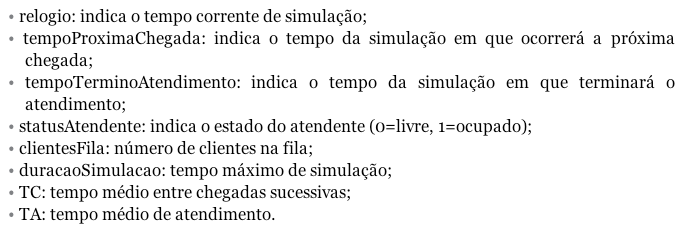 • relogio: indica o tempo corrente de simulação;
• tempoProximaChegada: indica o tempo da simulação em que ocorrerá a próxima
chegada;
• tempoTerminoAtendimento: indica o tempo da simulação em que terminará o
atendimento;
• statusAtendente: indica o estado do atendente (0=livre, 1=ocupado);
• clientesFila: número de clientes na fila;
• duracaoSimulacao: tempo máximo de simulação;
• TC: tempo médio entre chegadas sucessivas;
• TA: tempo médio de atendimento.